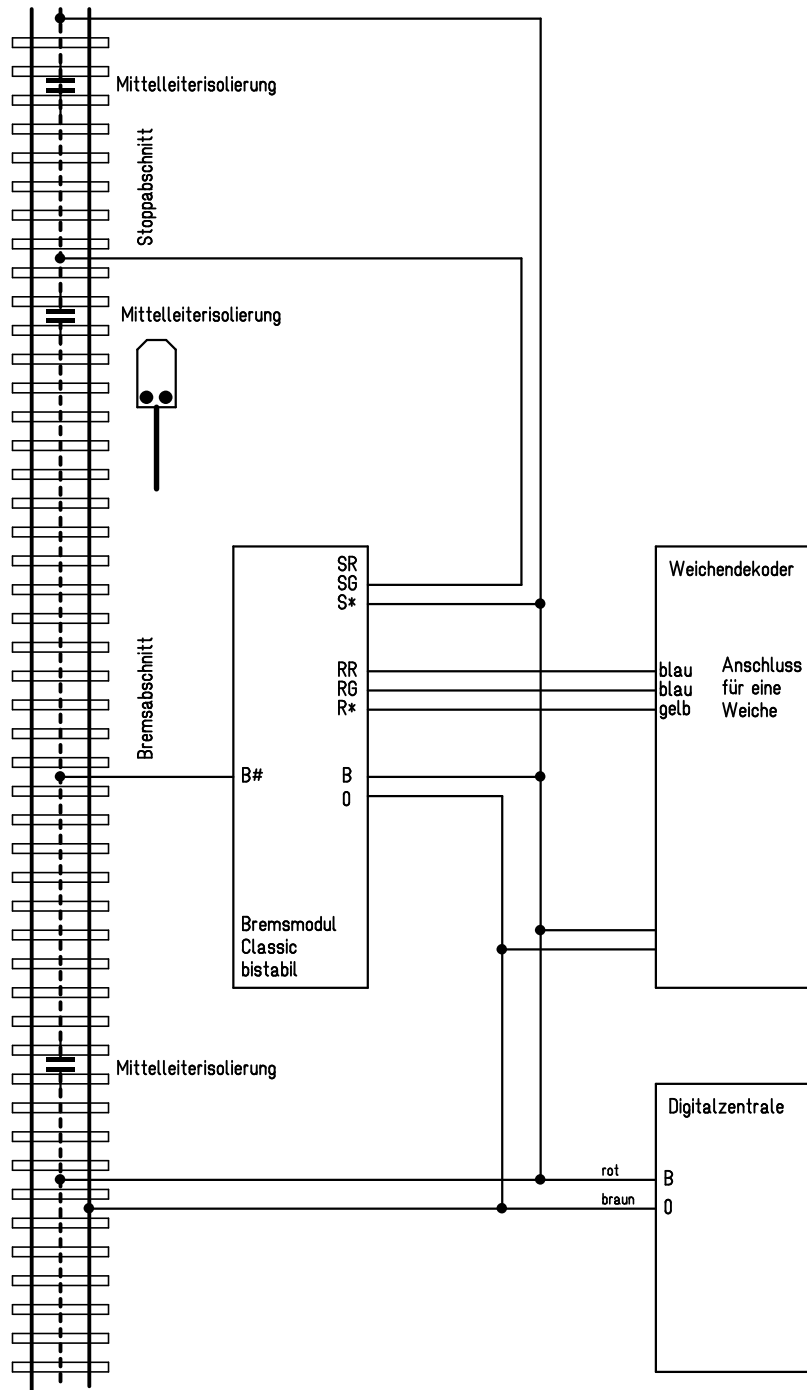 Mittelleiterisolierung
Stoppabschnitt
Mittelleiterisolierung
SR
SG
S*
Weichendekoder
Bremsabschnitt
RR
RG
R*
blau
blau
gelb
Anschluss
für eine
Weiche
B#
B
0
Bremsmodul
Classic
bistabil
Mittelleiterisolierung
Digitalzentrale
rot
B
braun
0